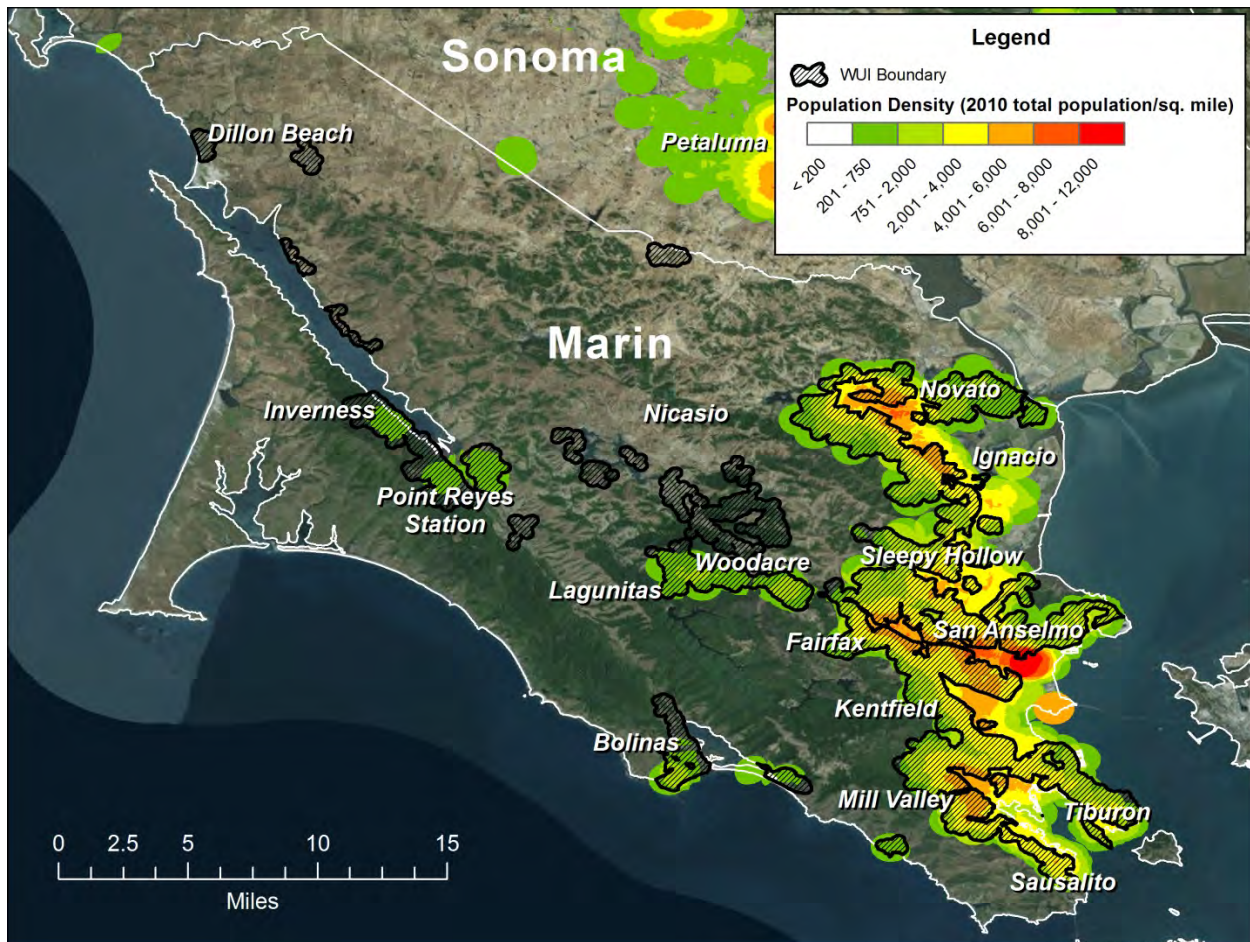 Sonoma
Legend
WUI Boundary
Population Density (2010 total population/sq. mile)
< 200
201 - 750
751 - 2,000
2,001 - 4,000
4,001 - 6,000
6,001 - 8,000
8,001 - 12,000
Dillon Beach
Petaluma
Marin
Novato
Inverness
Nicasio
Ignacio
Point Reyes
Station
Sleepy Hollow
Woodacre
Lagunitas
San Anselmo
Fairfax
Kentfield
Bolinas
Mill Valley
Tiburon
Sausalito
0 2.5 5 10 15
Miles